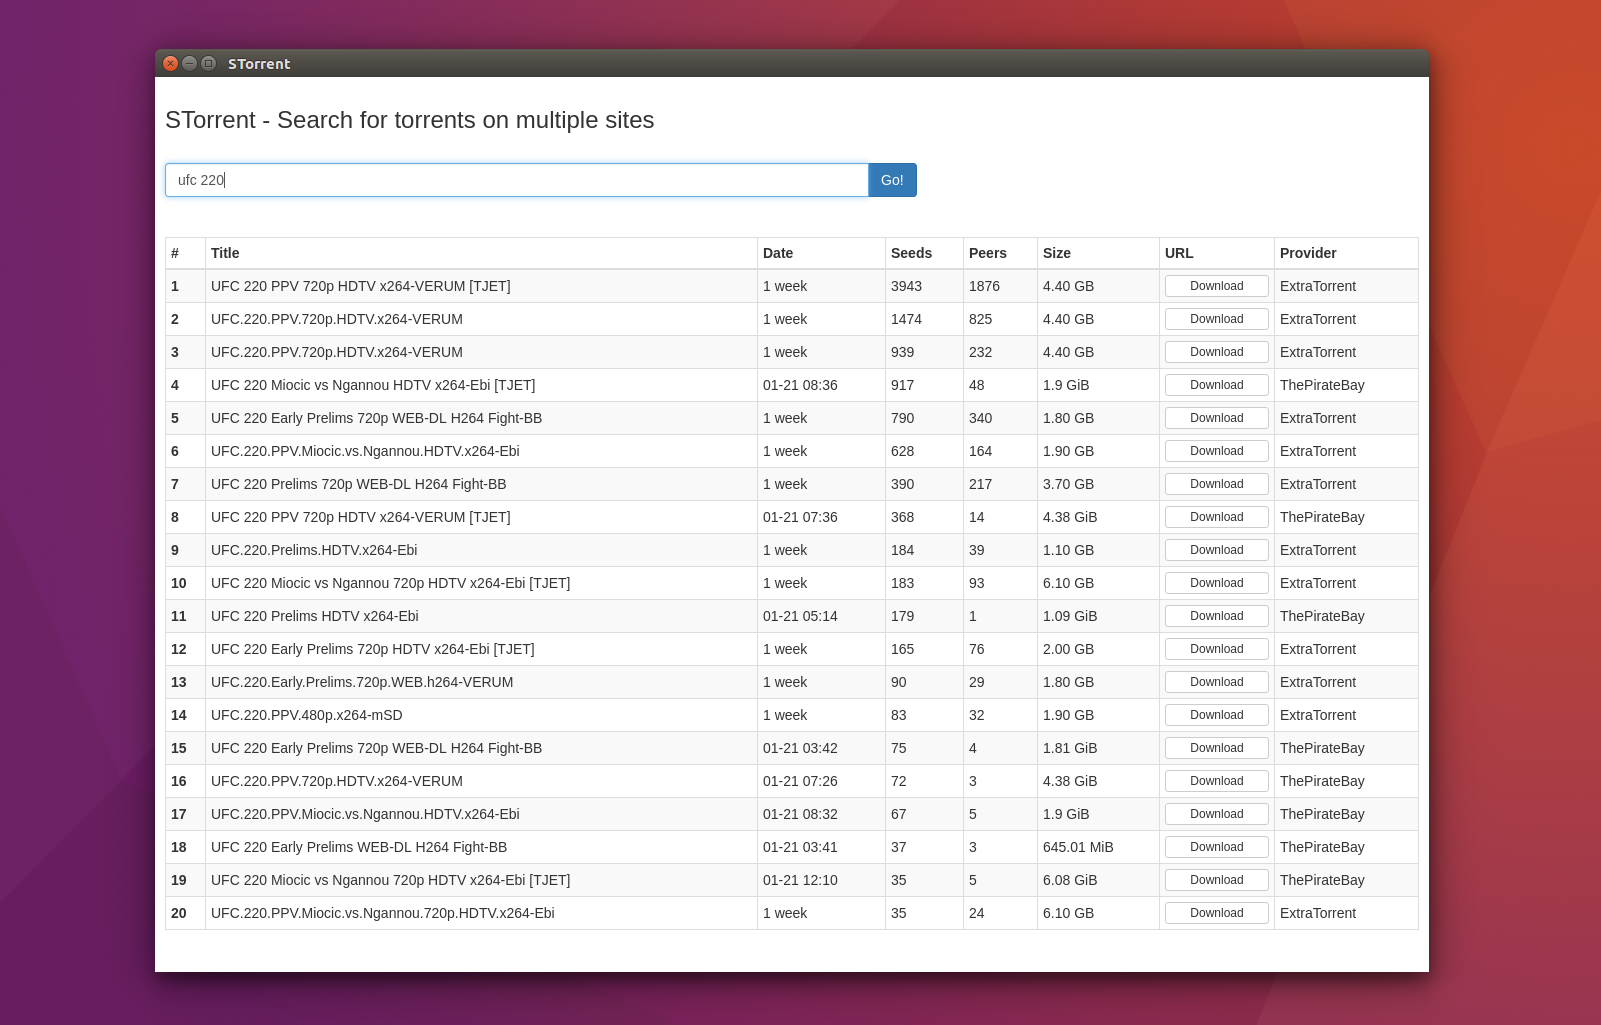 STorrent
STorrent - Search for torrents on multiple sites
ufc 220 Go!
# Title Date Seeds Peers Size URL Provider
1 UFC 220 PPV 720p HDTV x264-VERUM [TJET] 1 week 3943 1876 4.40 GB Download ExtraTorrent
2 UFC.220.PPV.720p.HDTV.x264-VERUM 1 week 1474 825 4.40 GB Download ExtraTorrent
3 UFC.220.PPV.720p.HDTV.x264-VERUM 1 week 939 232 4.40 GB Download ExtraTorrent
4 UFC 220 Miocic vs Ngannou HDTV x264-Ebi [TJET] 01-21 08:36 917 48 1.9 GiB Download ThePirateBay
5 UFC 220 Early Prelims 720p WEB-DL H264 Fight-BB 1 week 790 340 1.80 GB Download ExtraTorrent
6 UFC.220.PPV.Miocic.vs.Ngannou.HDTV.x264-Ebi 1 week 628 164 1.90 GB Download ExtraTorrent
7 UFC 220 Prelims 720p WEB-DL H264 Fight-BB 1 week 390 217 3.70 GB Download ExtraTorrent
8 UFC 220 PPV 720p HDTV x264-VERUM [TJET] 01-21 07:36 368 14 4.38 GiB Download ThePirateBay
9 UFC.220.Prelims.HDTV.x264-Ebi 1 week 184 39 1.10 GB Download ExtraTorrent
10 UFC 220 Miocic vs Ngannou 720p HDTV x264-Ebi [TJET] 1 week 183 93 6.10 GB Download ExtraTorrent
11 UFC 220 Prelims HDTV x264-Ebi 01-21 05:14 179 1 1.09 GiB Download ThePirateBay
12 UFC 220 Early Prelims 720p HDTV x264-Ebi [TJET] 1 week 165 76 2.00 GB Download ExtraTorrent
13 UFC.220.Early.Prelims.720p.WEB.h264-VERUM 1 week 90 29 1.80 GB Download ExtraTorrent
14 UFC.220.PPV.480p.x264-mSD 1 week 83 32 1.90 GB Download ExtraTorrent
15 UFC 220 Early Prelims 720p WEB-DL H264 Fight-BB 01-21 03:42 75 4 1.81 GiB Download ThePirateBay
16 UFC.220.PPV.720p.HDTV.x264-VERUM 01-21 07:26 72 3 4.38 GiB Download ThePirateBay
17 UFC.220.PPV.Miocic.vs.Ngannou.HDTV.x264-Ebi 01-21 08:32 67 5 1.9 GiB Download ThePirateBay
18 UFC 220 Early Prelims WEB-DL H264 Fight-BB 01-21 03:41 37 3 645.01 MiB Download ThePirateBay
19 UFC 220 Miocic vs Ngannou 720p HDTV x264-Ebi [TJET] 01-21 12:10 35 5 6.08 GiB Download ThePirateBay
20 UFC.220.PPV.Miocic.vs.Ngannou.720p.HDTV.x264-Ebi 1 week 35 24 6.10 GB Download ExtraTorrent